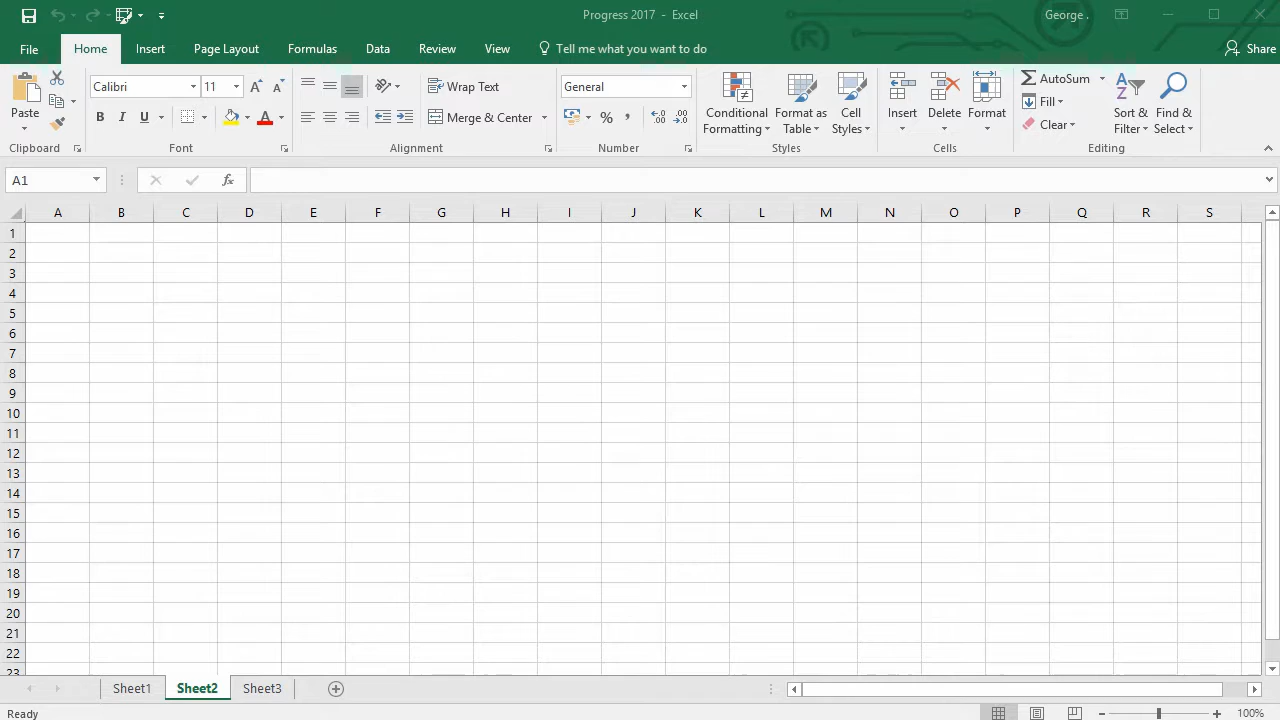 Progress 2017 - Excel
George .
File Home Insert Page Layout Formulas Data Review View Tell me what you want to do Share
Calibri 11 Wrap Text General AutoSum
Paste Conditional Formatting Format as Table Cell Styles Insert Delete Format Fill Sort & Filter Find & Select
B I U Merge & Center % , Clear
Clipboard Font Alignment Number Styles Cells Editing
A1 fx
A B C D E F G H I J K L M N O P Q R S
1
2
3
4
5
6
7
8
9
10
11
12
13
14
15
16
17
18
19
20
21
22
23
Sheet1 Sheet2 Sheet3
Ready 100%